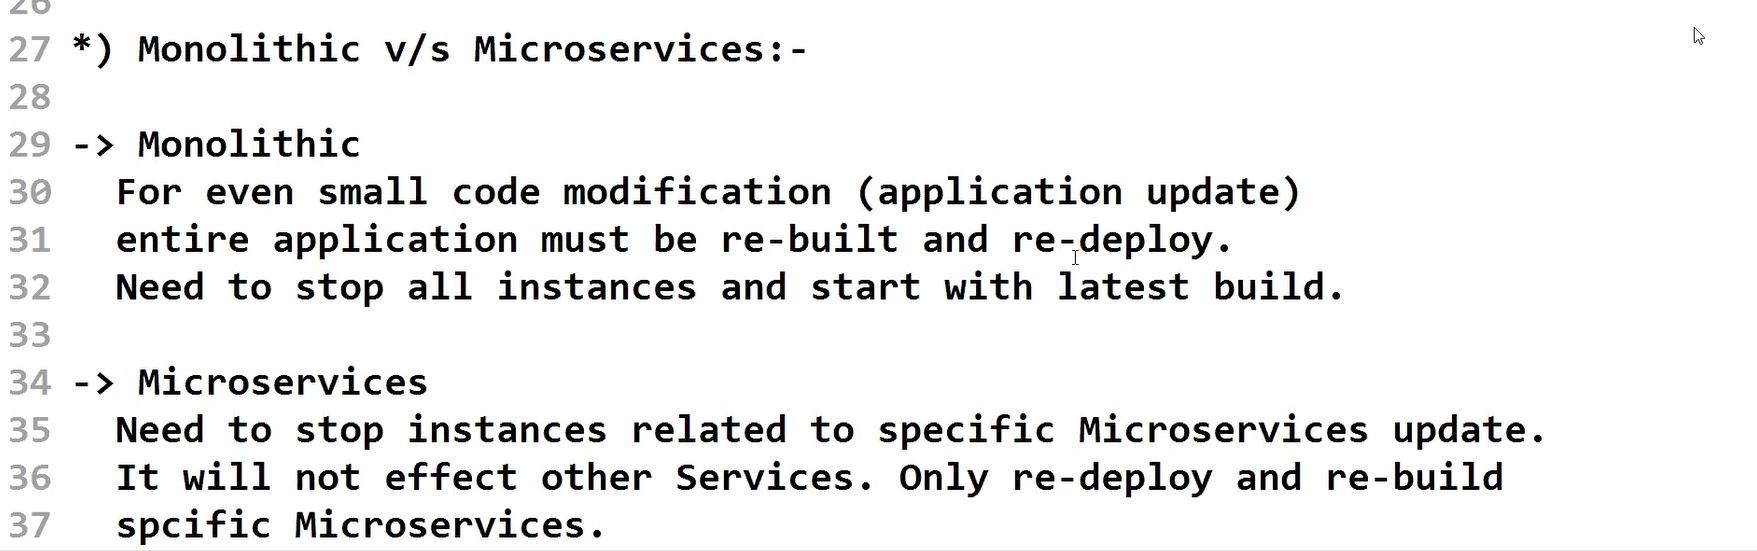 26
27 *) Monolithic v/s Microservices:-
28
29 -> Monolithic
30 For even small code modification (application update)
31 entire application must be re-built and re-deploy.
32 Need to stop all instances and start with latest build.
33
34 -> Microservices
35 Need to stop instances related to specific Microservices update.
36 It will not effect other Services. Only re-deploy and re-build
37 spcific Microservices.